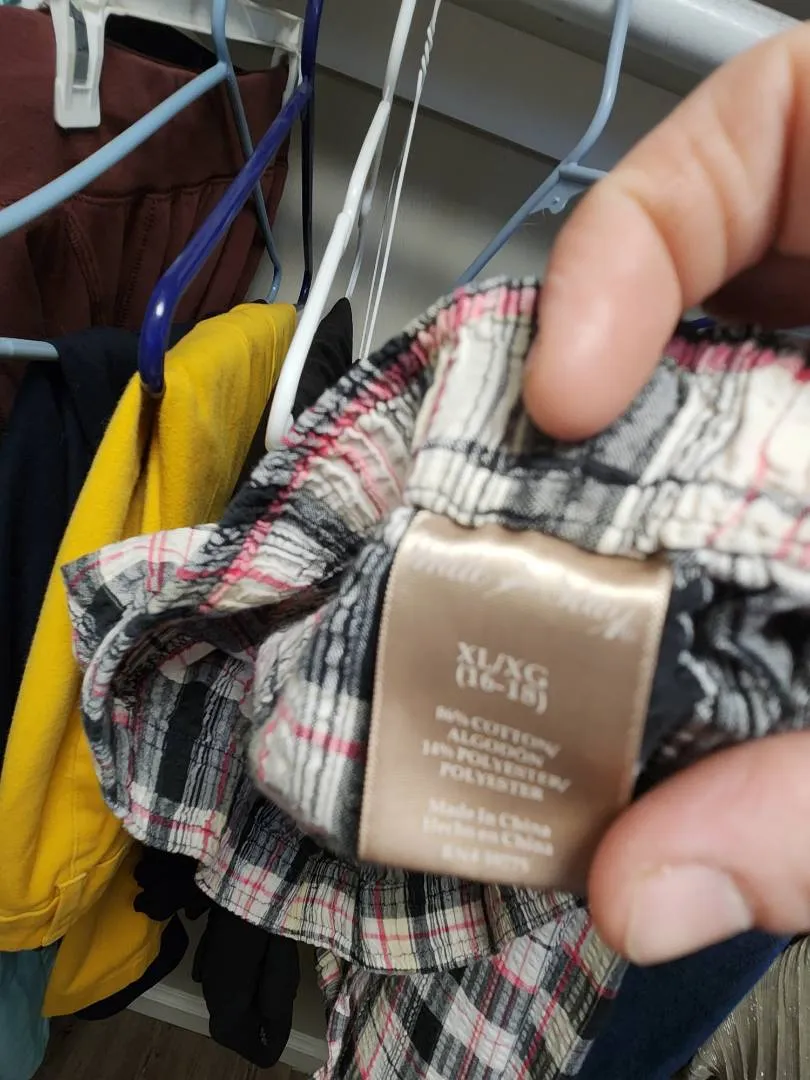 XL/XG
(16-18)
86% COTTON/
ALGODÓN
14% POLYESTER/
POLYESTER
Made In China
Hecho en China